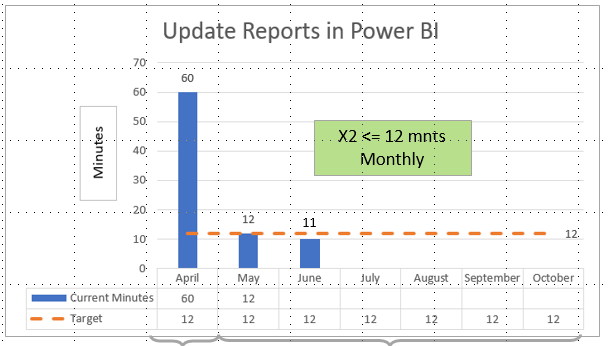 Update Reports in Power BI
70
60
60
50
X2 <= 12 mnts
Monthly
Minutes
40
30
20
12
11
12
10
0
April May June July August September October
Current Minutes 60 12
Target 12 12 12 12 12 12 12